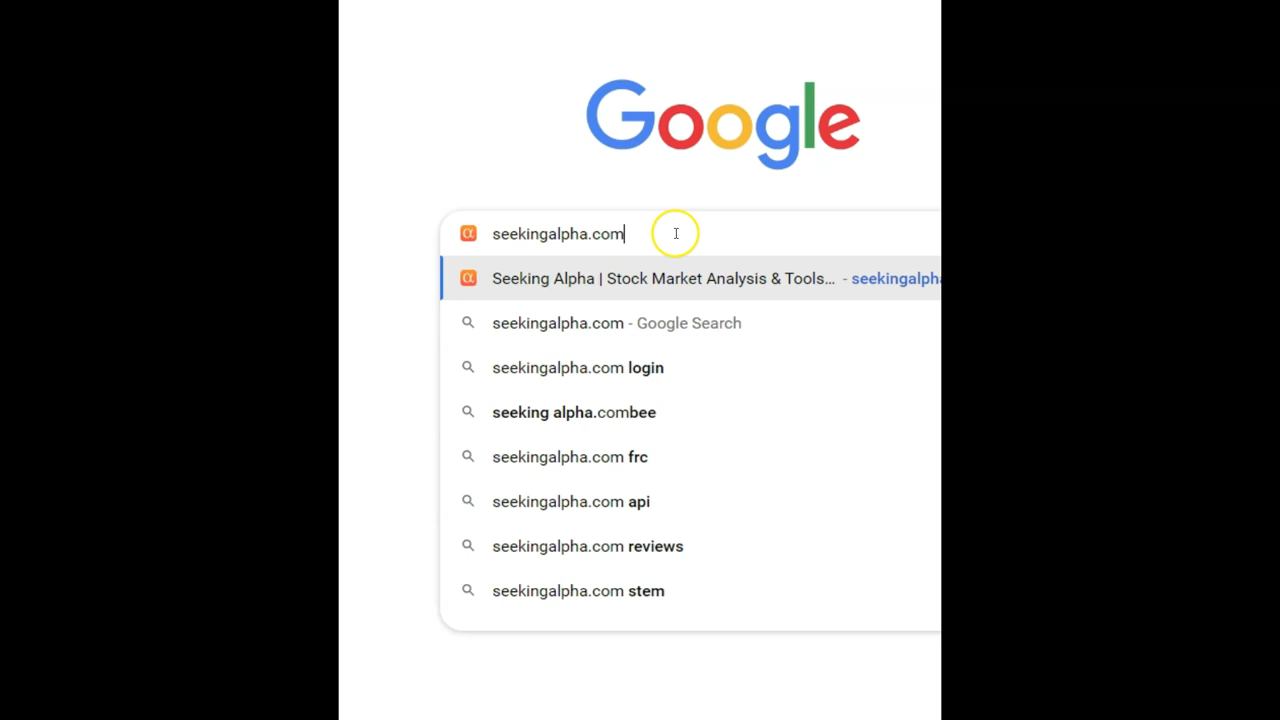 Google
seekingalpha.com
Seeking Alpha | Stock Market Analysis & Tools... - seekingalpha
seekingalpha.com - Google Search
seekingalpha.com login
seeking alpha.combee
seekingalpha.com frc
seekingalpha.com api
seekingalpha.com reviews
seekingalpha.com stem